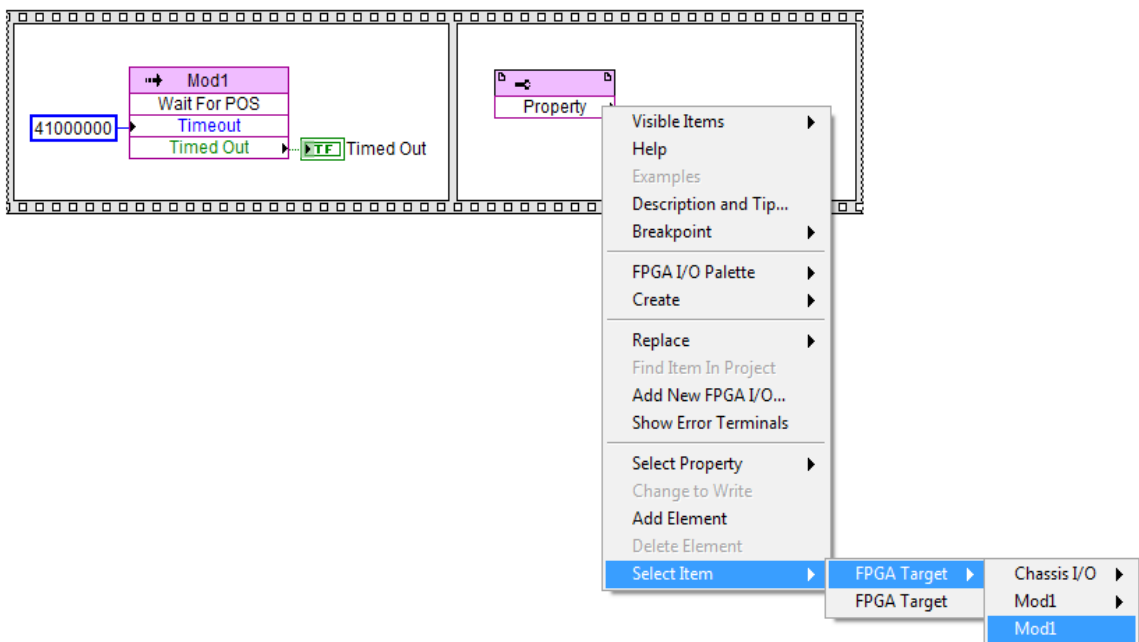 Mod1
Wait For POS
41000000
Timeout
Timed Out
TF
Timed Out
Property
Visible Items
Help
Examples
Description and Tip...
Breakpoint
FPGA I/O Palette
Create
Replace
Find Item In Project
Add New FPGA I/O...
Show Error Terminals
Select Property
Change to Write
Add Element
Delete Element
Select Item
FPGA Target
FPGA Target
Chassis I/O
Mod1
Mod1